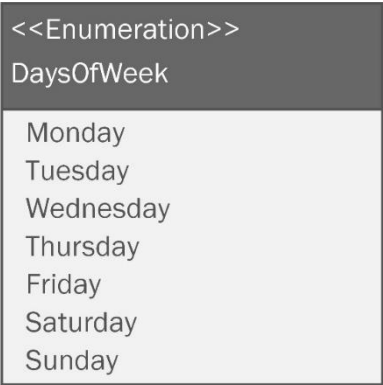 <<Enumeration>>
DaysOfWeek
Monday
Tuesday
Wednesday
Thursday
Friday
Saturday
Sunday